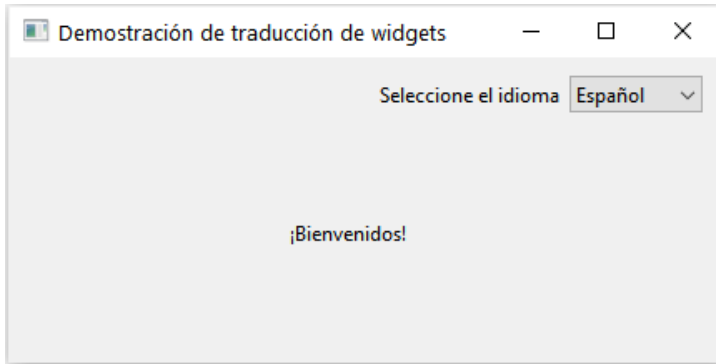 Demostración de traducción de widgets
Seleccione el idioma Español
¡Bienvenidos!